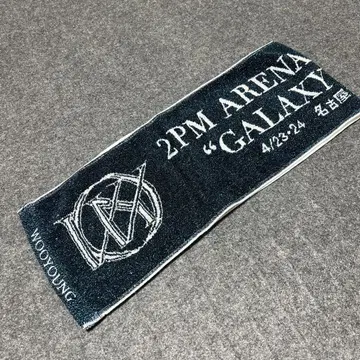 2PM ARENA
"GALAXY
4/23・24 名古屋
WOOYOUNG